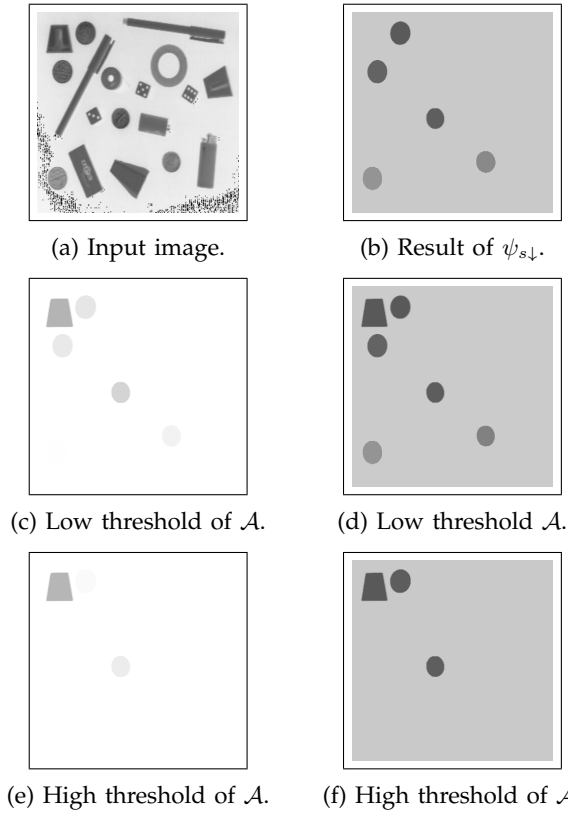 (a) Input image.
(b) Result of ψs↓.
(c) Low threshold of 𝒜.
(d) Low threshold 𝒜.
(e) High threshold of 𝒜.
(f) High threshold of 𝒜